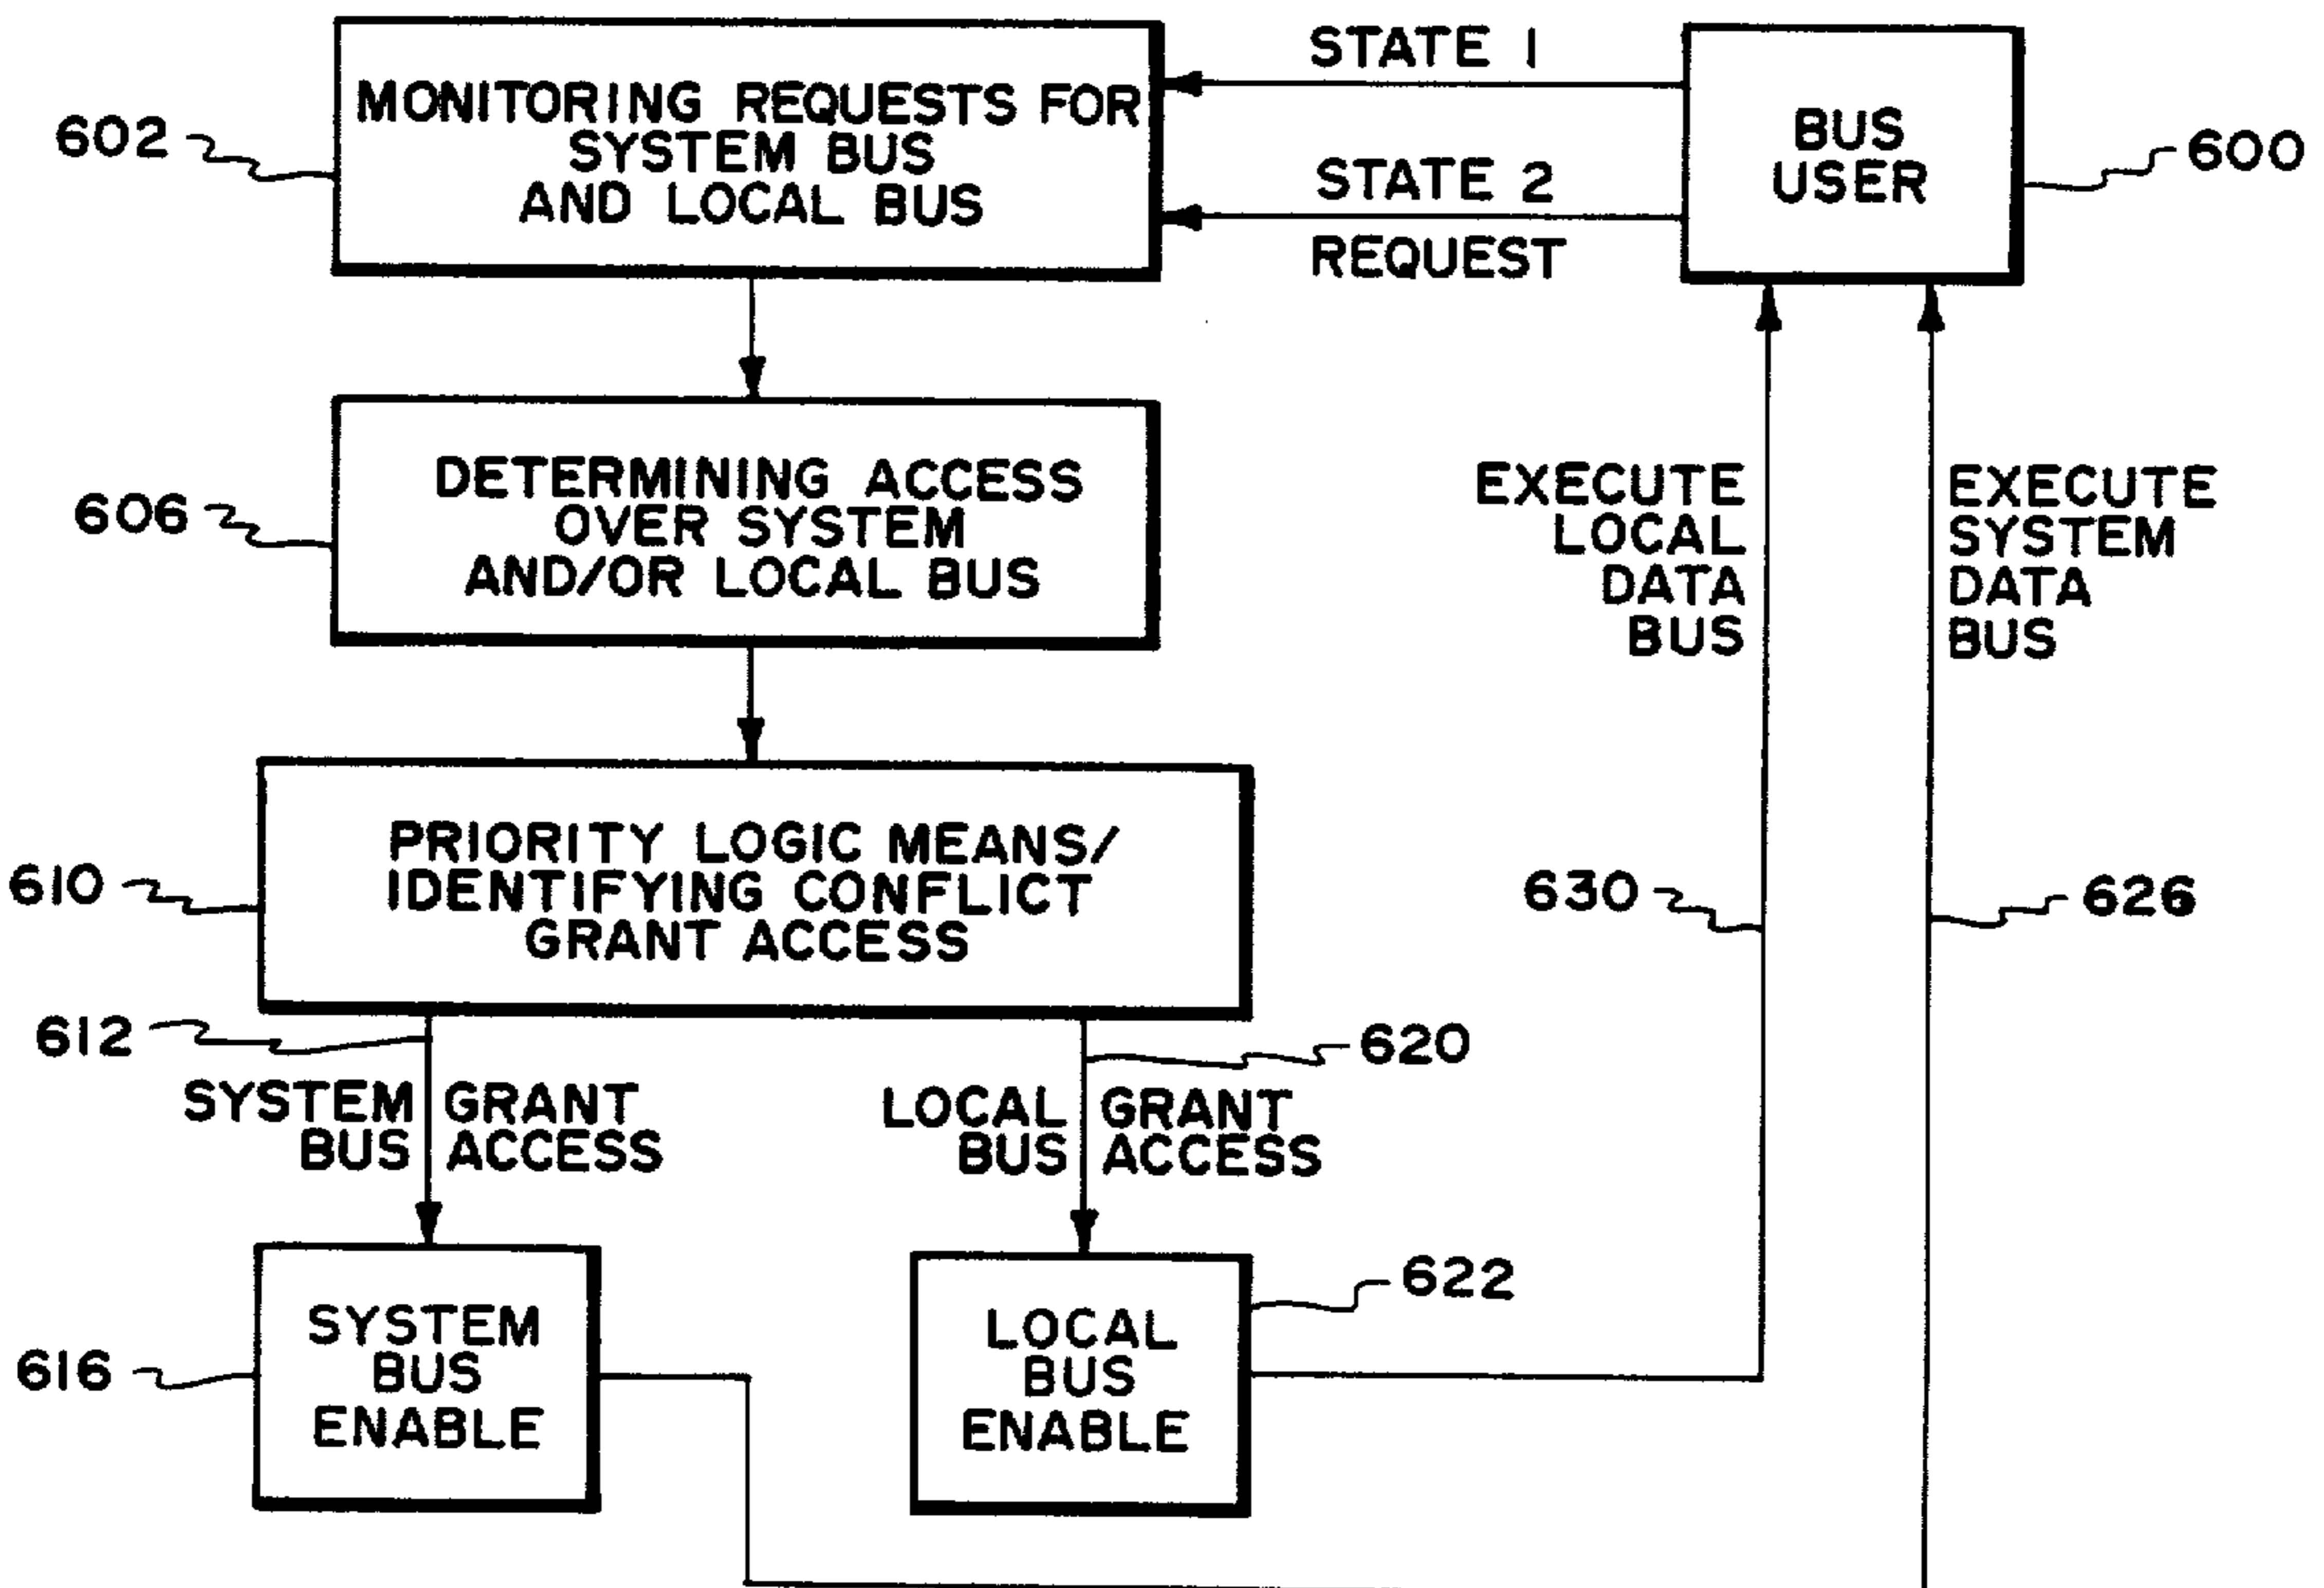 STATE 1
MONITORING REQUESTS FOR
SYSTEM BUS
AND LOCAL BUS
602
STATE 2
REQUEST
BUS
USER
600
DETERMINING ACCESS
OVER SYSTEM
AND/OR LOCAL BUS
606
EXECUTE
LOCAL
DATA
BUS
EXECUTE
SYSTEM
DATA
BUS
PRIORITY LOGIC MEANS/
IDENTIFYING CONFLICT
GRANT ACCESS
610
630
626
612
620
SYSTEM GRANT
BUS ACCESS
LOCAL GRANT
BUS ACCESS
SYSTEM
BUS
ENABLE
616
LOCAL
BUS
ENABLE
622